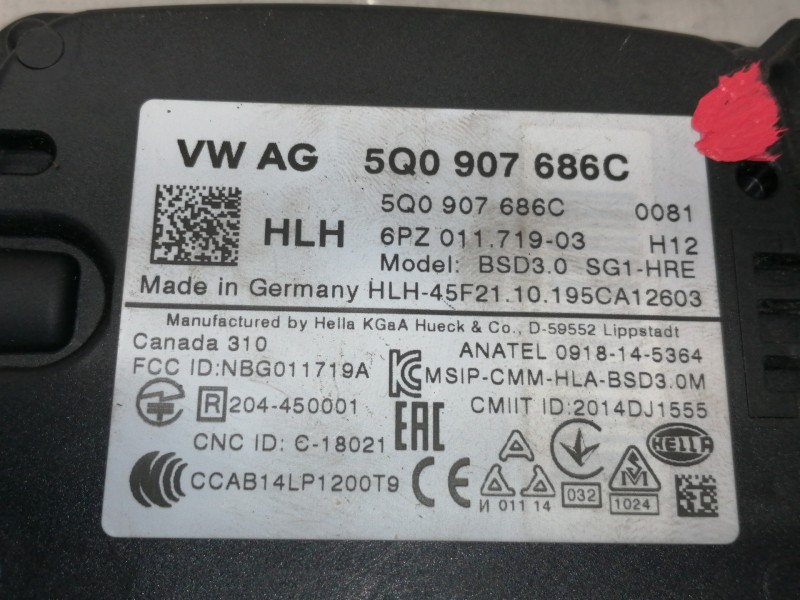 VW AG 5Q0 907 686C
5Q0 907 686C 0081
HLH 6PZ 011.719-03 H12
Model: BSD3.0 SG1-HRE
Made in Germany HLH-45F21.10.195CA12603
Manufactured by Hella KGaA Hueck & Co., D-59552 Lippstadt
Canada 310 ANATEL 0918-14-5364
FCC ID:NBG011719A MSIP-CMM-HLA-BSD3.0M
R 204-450001 EAC CMIIT ID:2014DJ1555
CNC ID: C-18021 HELLA
CCAB14LP1200T9 CE
И 011 14 032 1024